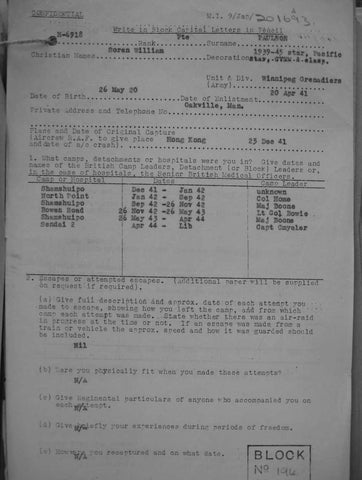 CONFIDENTIAL
M.I. 9/Jap/
Write in Block Capital Letters in Pencil
H-6918 Rank Pte Surname PAULSON
Christian Names Soren William Decoration 1939-45 star, Pacific
star, CVSM & clasp.
Unit & Div. Winnipeg Grenadiers
(Army)
Date of Birth 26 May 20 Date of Enlistment 20 Apr 41
Private Address and Telephone No. Oakville, Man.
Place and Date of Original Capture
(Aircrew R.A.F. to give place Hong Kong 25 Dec 41
and date of a/c crash).
1. What camps, detachments or hospitals were you in? Give dates and
names of the British Camp Leaders, Detachment (or Block) Leaders or,
in the case of hospitals, the Senior British Medical Officers.
Camp or Hospital Dates Camp Leader
Shamshuipo Dec 41 - Jan 42 unknown
North Point Jan 42 - Sep 42 Col Home
Shamshuipo Sep 42 -26 Nov 42 Maj Boone
Bowen Road 26 Nov 42 -26 May 43 Lt Col Bowie
Shamshuipo 26 May 43 - Apr 44 Maj Boone
Sendai 2 Apr 44 - Lib Capt
2. Escapes or attempted escapes. (Additional paper will be supplied
on request if required).
(a) Give full description and approx. date of each attempt you
made to escape, showing how you left the camp, and from which
camp each attempt was made. State whether there was an air-raid
in progress at the time or not. If an escape was made from a
train or vehicle the approx. speed and how it was guarded should
be included.
Nil
(b) Were you physically fit when you made these attempts?
N/A
(c) Give Regimental particulars of anyone who accompanied you on
each attempt.
N/A
(d) Give briefly your experiences during periods of freedom.
N/A
(e) How were you recaptured and on what date.
N/A
BLOCK
No 194